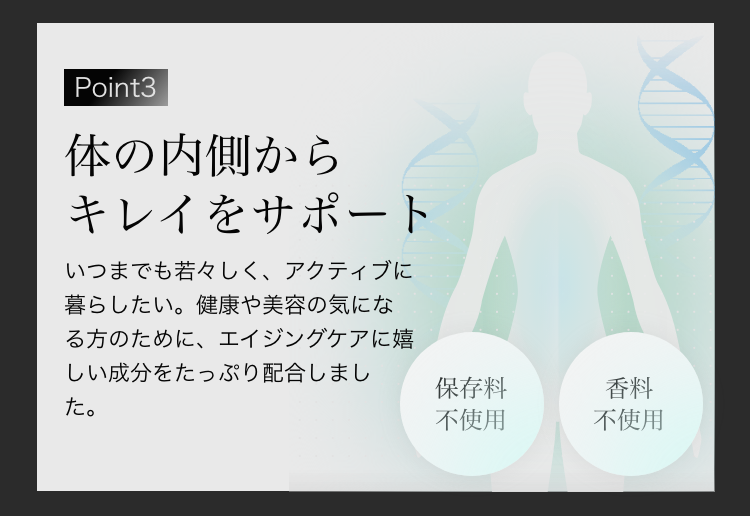 Point3
体の内側から
キレイをサポート
いつまでも若々しく、アクティブに
暮らしたい。健康や美容の気にな
る方のために、エイジングケアに嬉
しい成分をたっぷり配合しまし
た。
保存料
不使用
香料
不使用